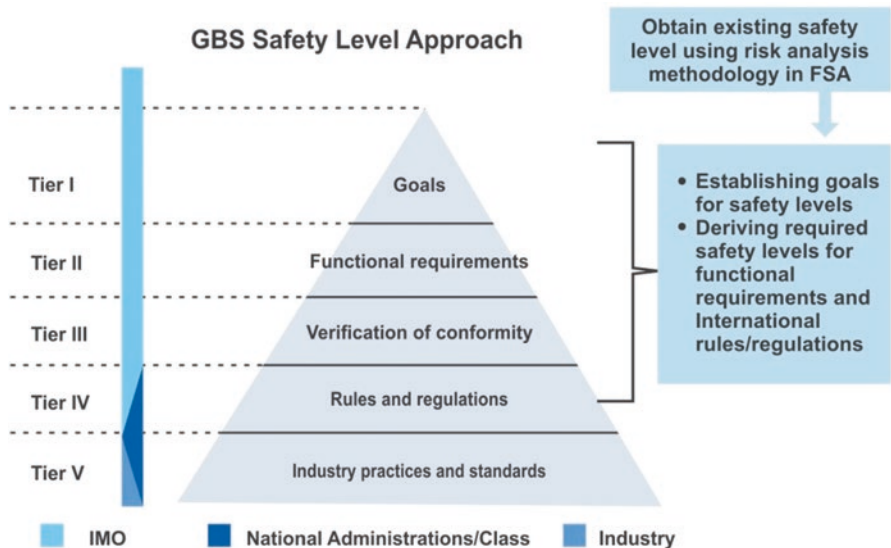 GBS Safety Level Approach
Obtain existing safety
level using risk analysis
methodology in FSA
Tier I
Goals
Tier II
Functional requirements
Tier III
Verification of conformity
Tier IV
Rules and regulations
Tier V
Industry practices and standards
• Establishing goals
for safety levels
• Deriving required
safety levels for
functional
requirements and
International
rules/regulations
IMO
National Administrations/Class
Industry